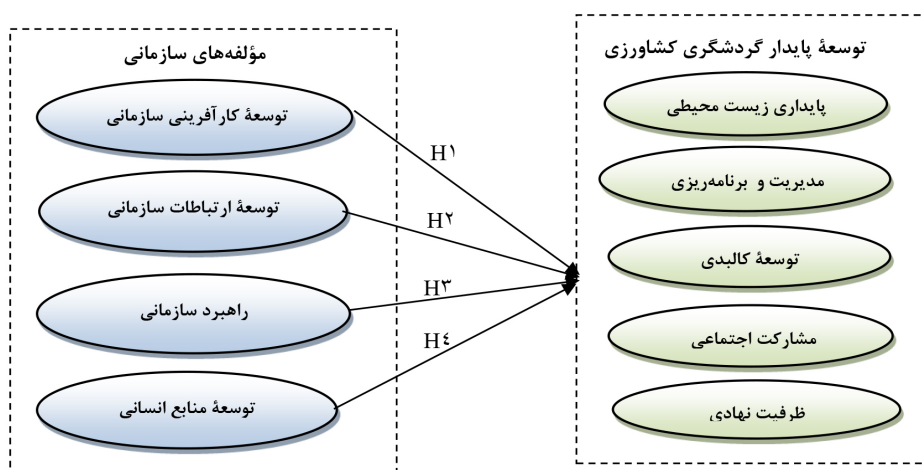 توسعهٔ پایدار گردشگری کشاورزی
پایداری زیست محیطی
مدیریت و برنامه‌ریزی
توسعهٔ کالبدی
مشارکت اجتماعی
ظرفیت نهادی
مؤلفه‌های سازمانی
توسعهٔ کارآفرینی سازمانی
توسعهٔ ارتباطات سازمانی
راهبرد سازمانی
توسعهٔ منابع انسانی
H۱
H۲
H۳
H٤